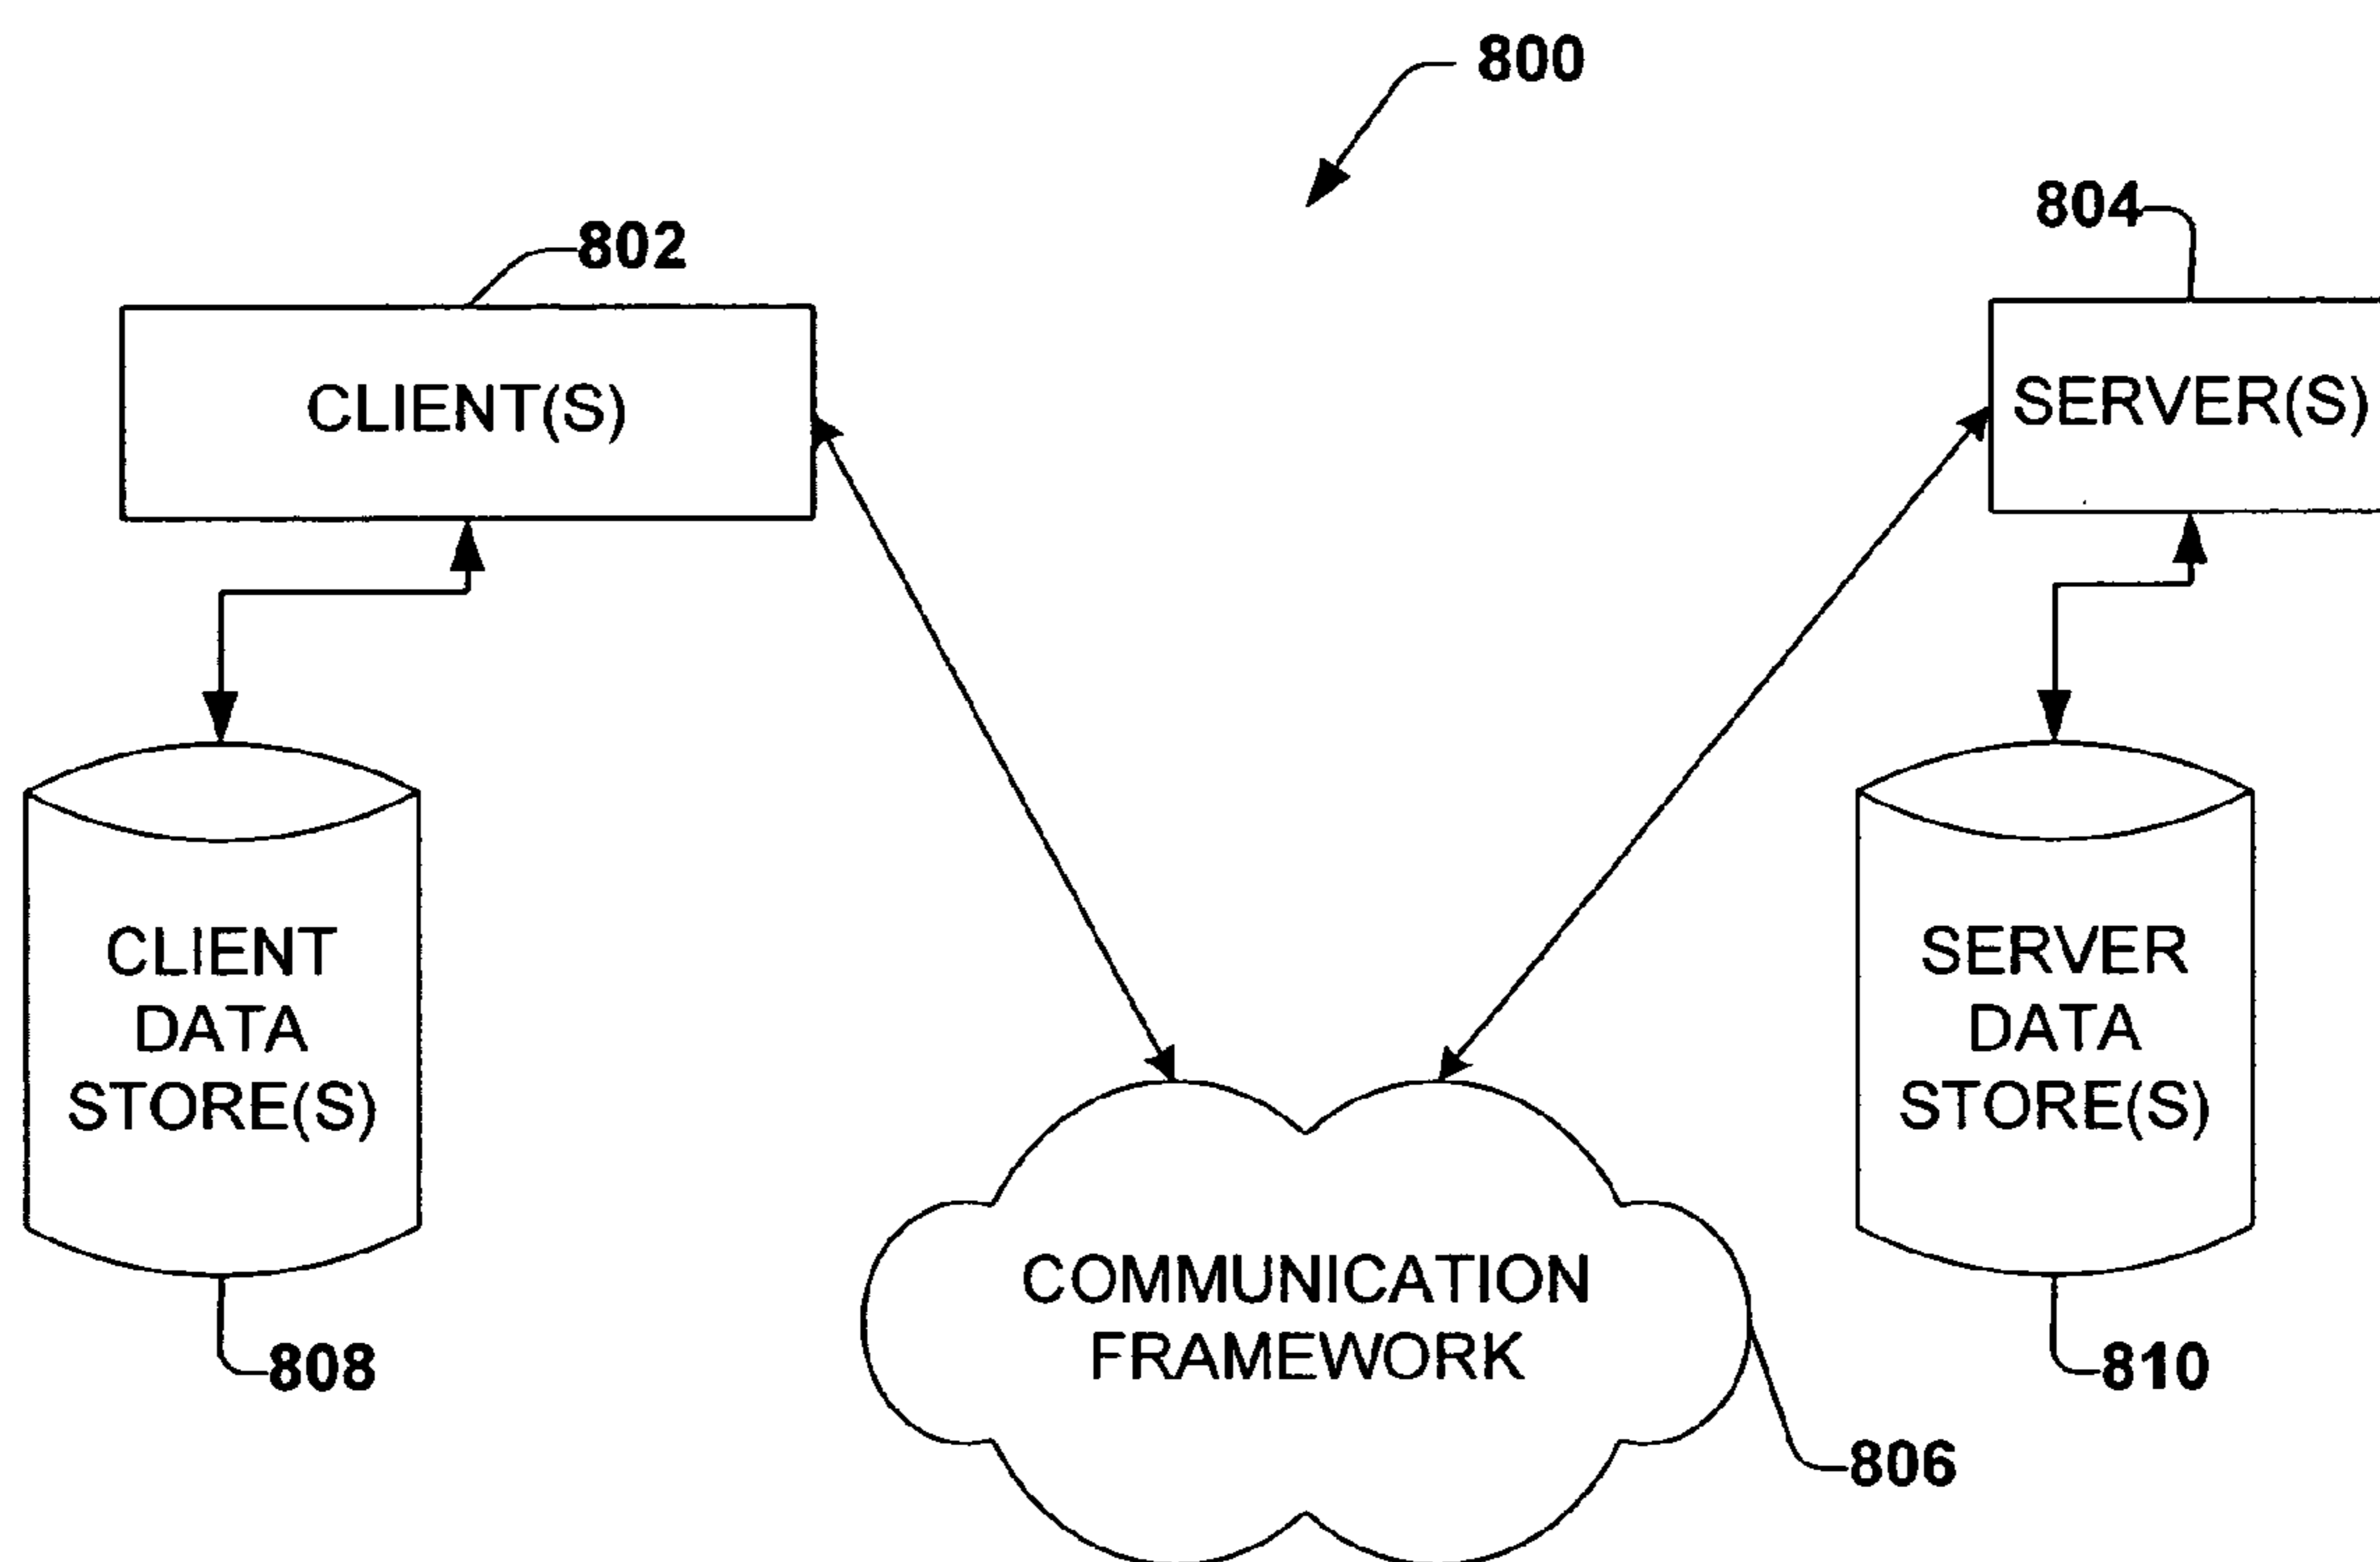 800
802
804
CLIENT(S)
SERVER(S)
CLIENT
DATA
STORE(S)
SERVER
DATA
STORE(S)
COMMUNICATION
FRAMEWORK
808
810
806